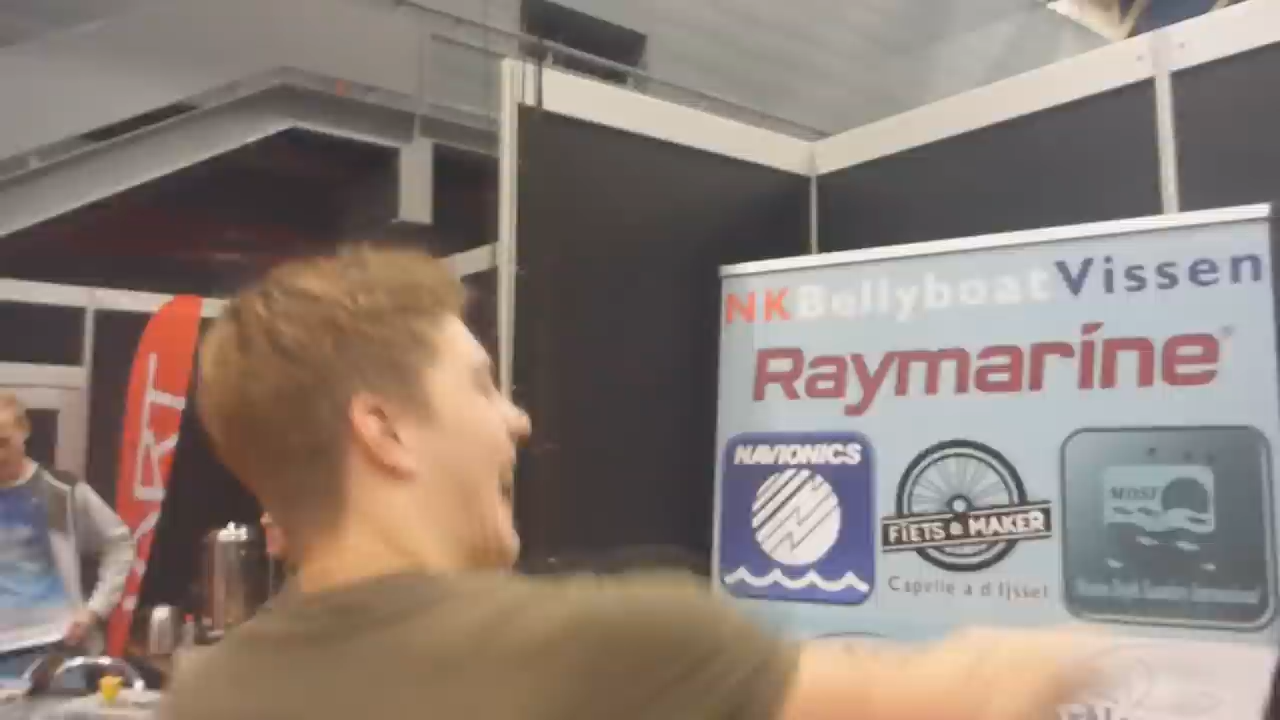 NK Bellyboat Vissen
Raymarine
NAVIONICS
FIETS MAKER
Capelle a d Ijssel